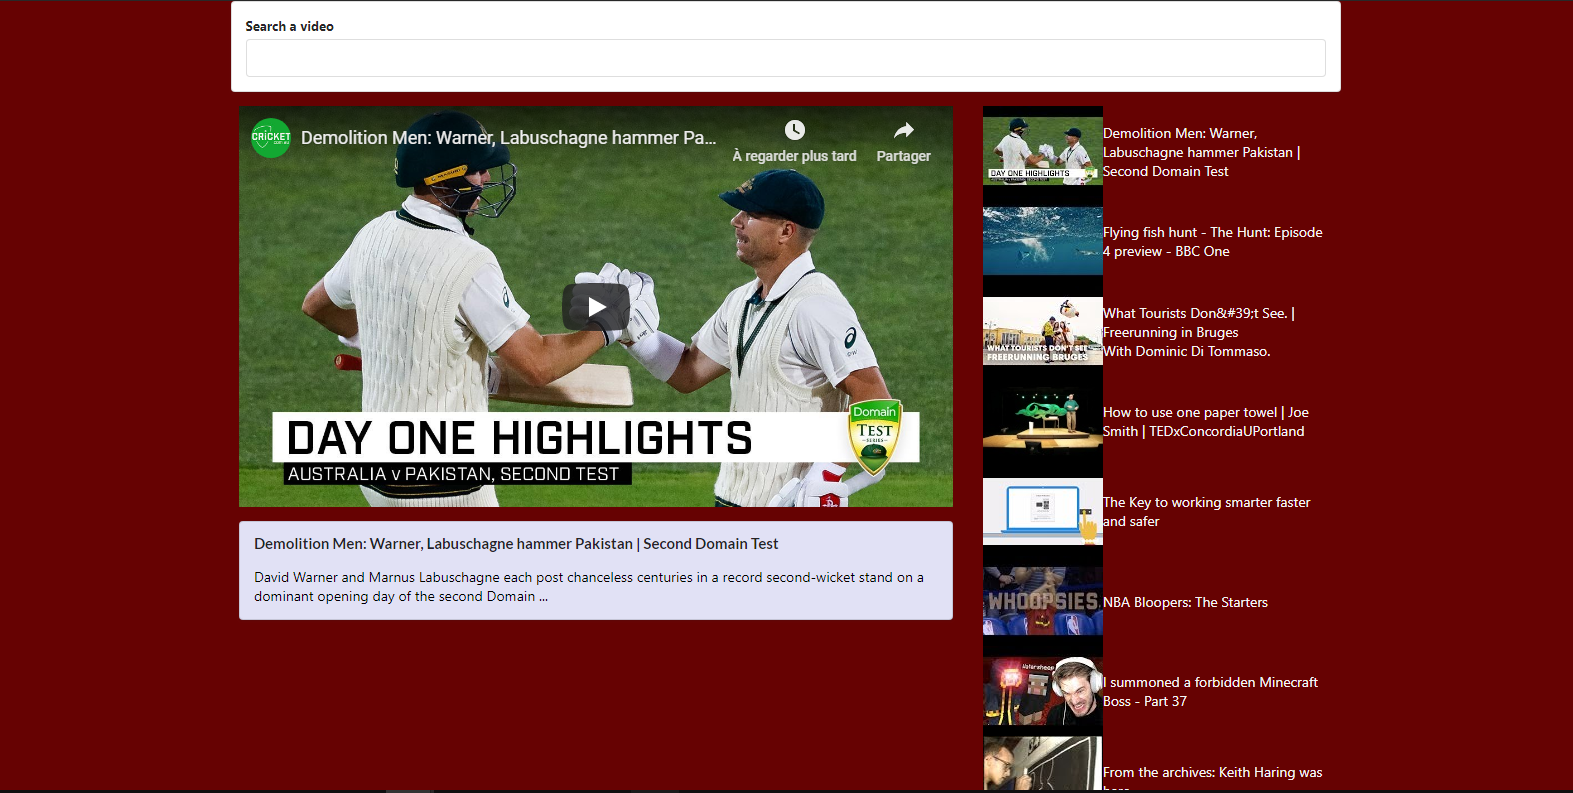 Search a video
CRICKET
.com.au
Demolition Men: Warner, Labuschagne hammer Pa...
À regarder plus tard
Partager
DAY ONE HIGHLIGHTS
AUSTRALIA v PAKISTAN, SECOND TEST
Domain
TEST
SERIES
Demolition Men: Warner, Labuschagne hammer Pakistan | Second Domain Test
David Warner and Marnus Labuschagne each post chanceless centuries in a record second-wicket stand on a
dominant opening day of the second Domain ...
DAY ONE HIGHLIGHTS
Demolition Men: Warner,
Labuschagne hammer Pakistan |
Second Domain Test
Flying fish hunt - The Hunt: Episode
4 preview - BBC One
WHAT TOURISTS DON'T SEE
FREERUNNING BRUGES
What Tourists Don&#39;t See. |
Freerunning in Bruges
With Dominic Di Tommaso.
How to use one paper towel | Joe
Smith | TEDxConcordiaUPortland
The Key to working smarter faster
and safer
WHOOPSIES
NBA Bloopers: The Starters
Watersheep
I summoned a forbidden Minecraft
Boss - Part 37
From the archives: Keith Haring was